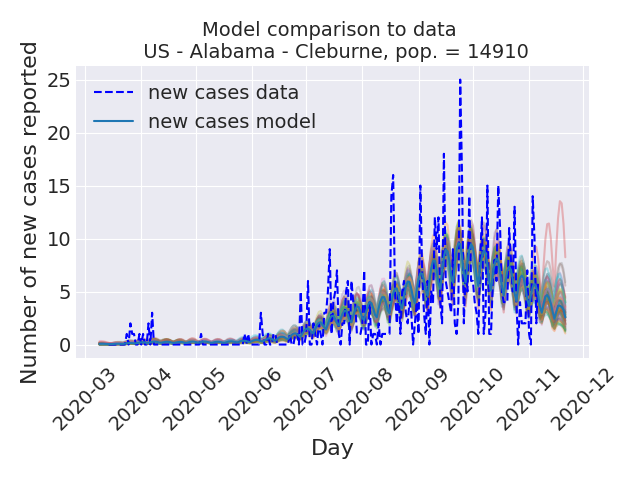 Model comparison to data
US - Alabama - Cleburne, pop. = 14910
new cases data
new cases model
Number of new cases reported
25
20
15
10
5
0
2020-03
2020-04
2020-05
2020-06
2020-07
2020-08
2020-09
2020-10
2020-11
2020-12
Day